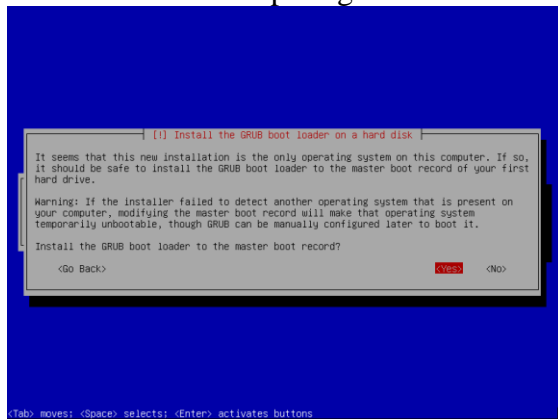 [!] Install the GRUB boot loader on a hard disk
It seems that this new installation is the only operating system on this computer. If so,
it should be safe to install the GRUB boot loader to the master boot record of your first
hard drive.
Warning: If the installer failed to detect another operating system that is present on
your computer, modifying the master boot record will make that operating system
temporarily unbootable, though GRUB can be manually configured later to boot it.
Install the GRUB boot loader to the master boot record?
<Go Back> <Yes> <No>
<Tab> moves; <Space> selects; <Enter> activates buttons